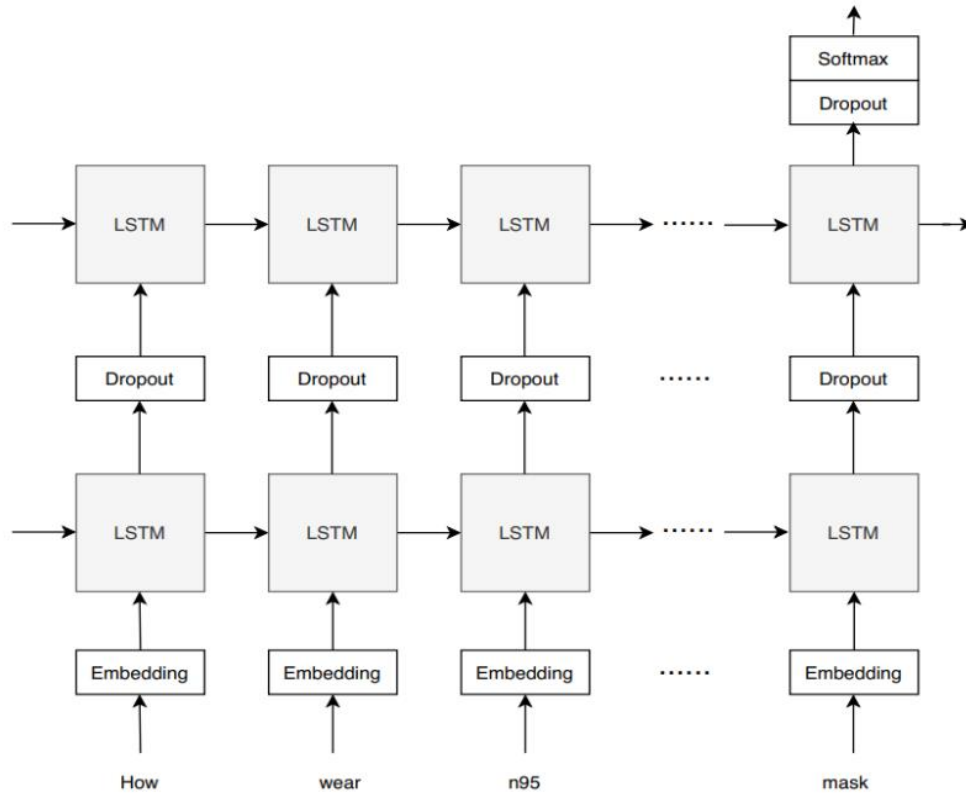 Softmax
Dropout
LSTM LSTM LSTM ...... LSTM
Dropout Dropout Dropout ...... Dropout
LSTM LSTM LSTM ...... LSTM
Embedding Embedding Embedding ...... Embedding
How wear n95 mask